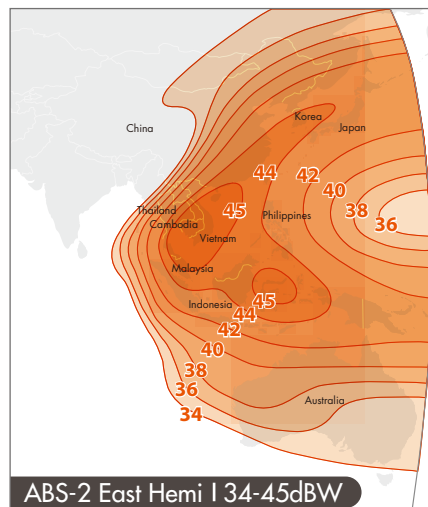 Korea
China
Japan
44
42
40
Thailand
45
38
Cambodia
Philippines
36
Vietnam
Malaysia
45
Indonesia
44
42
40
38
36
Australia
34
ABS-2 East Hemi I 34-45dBW